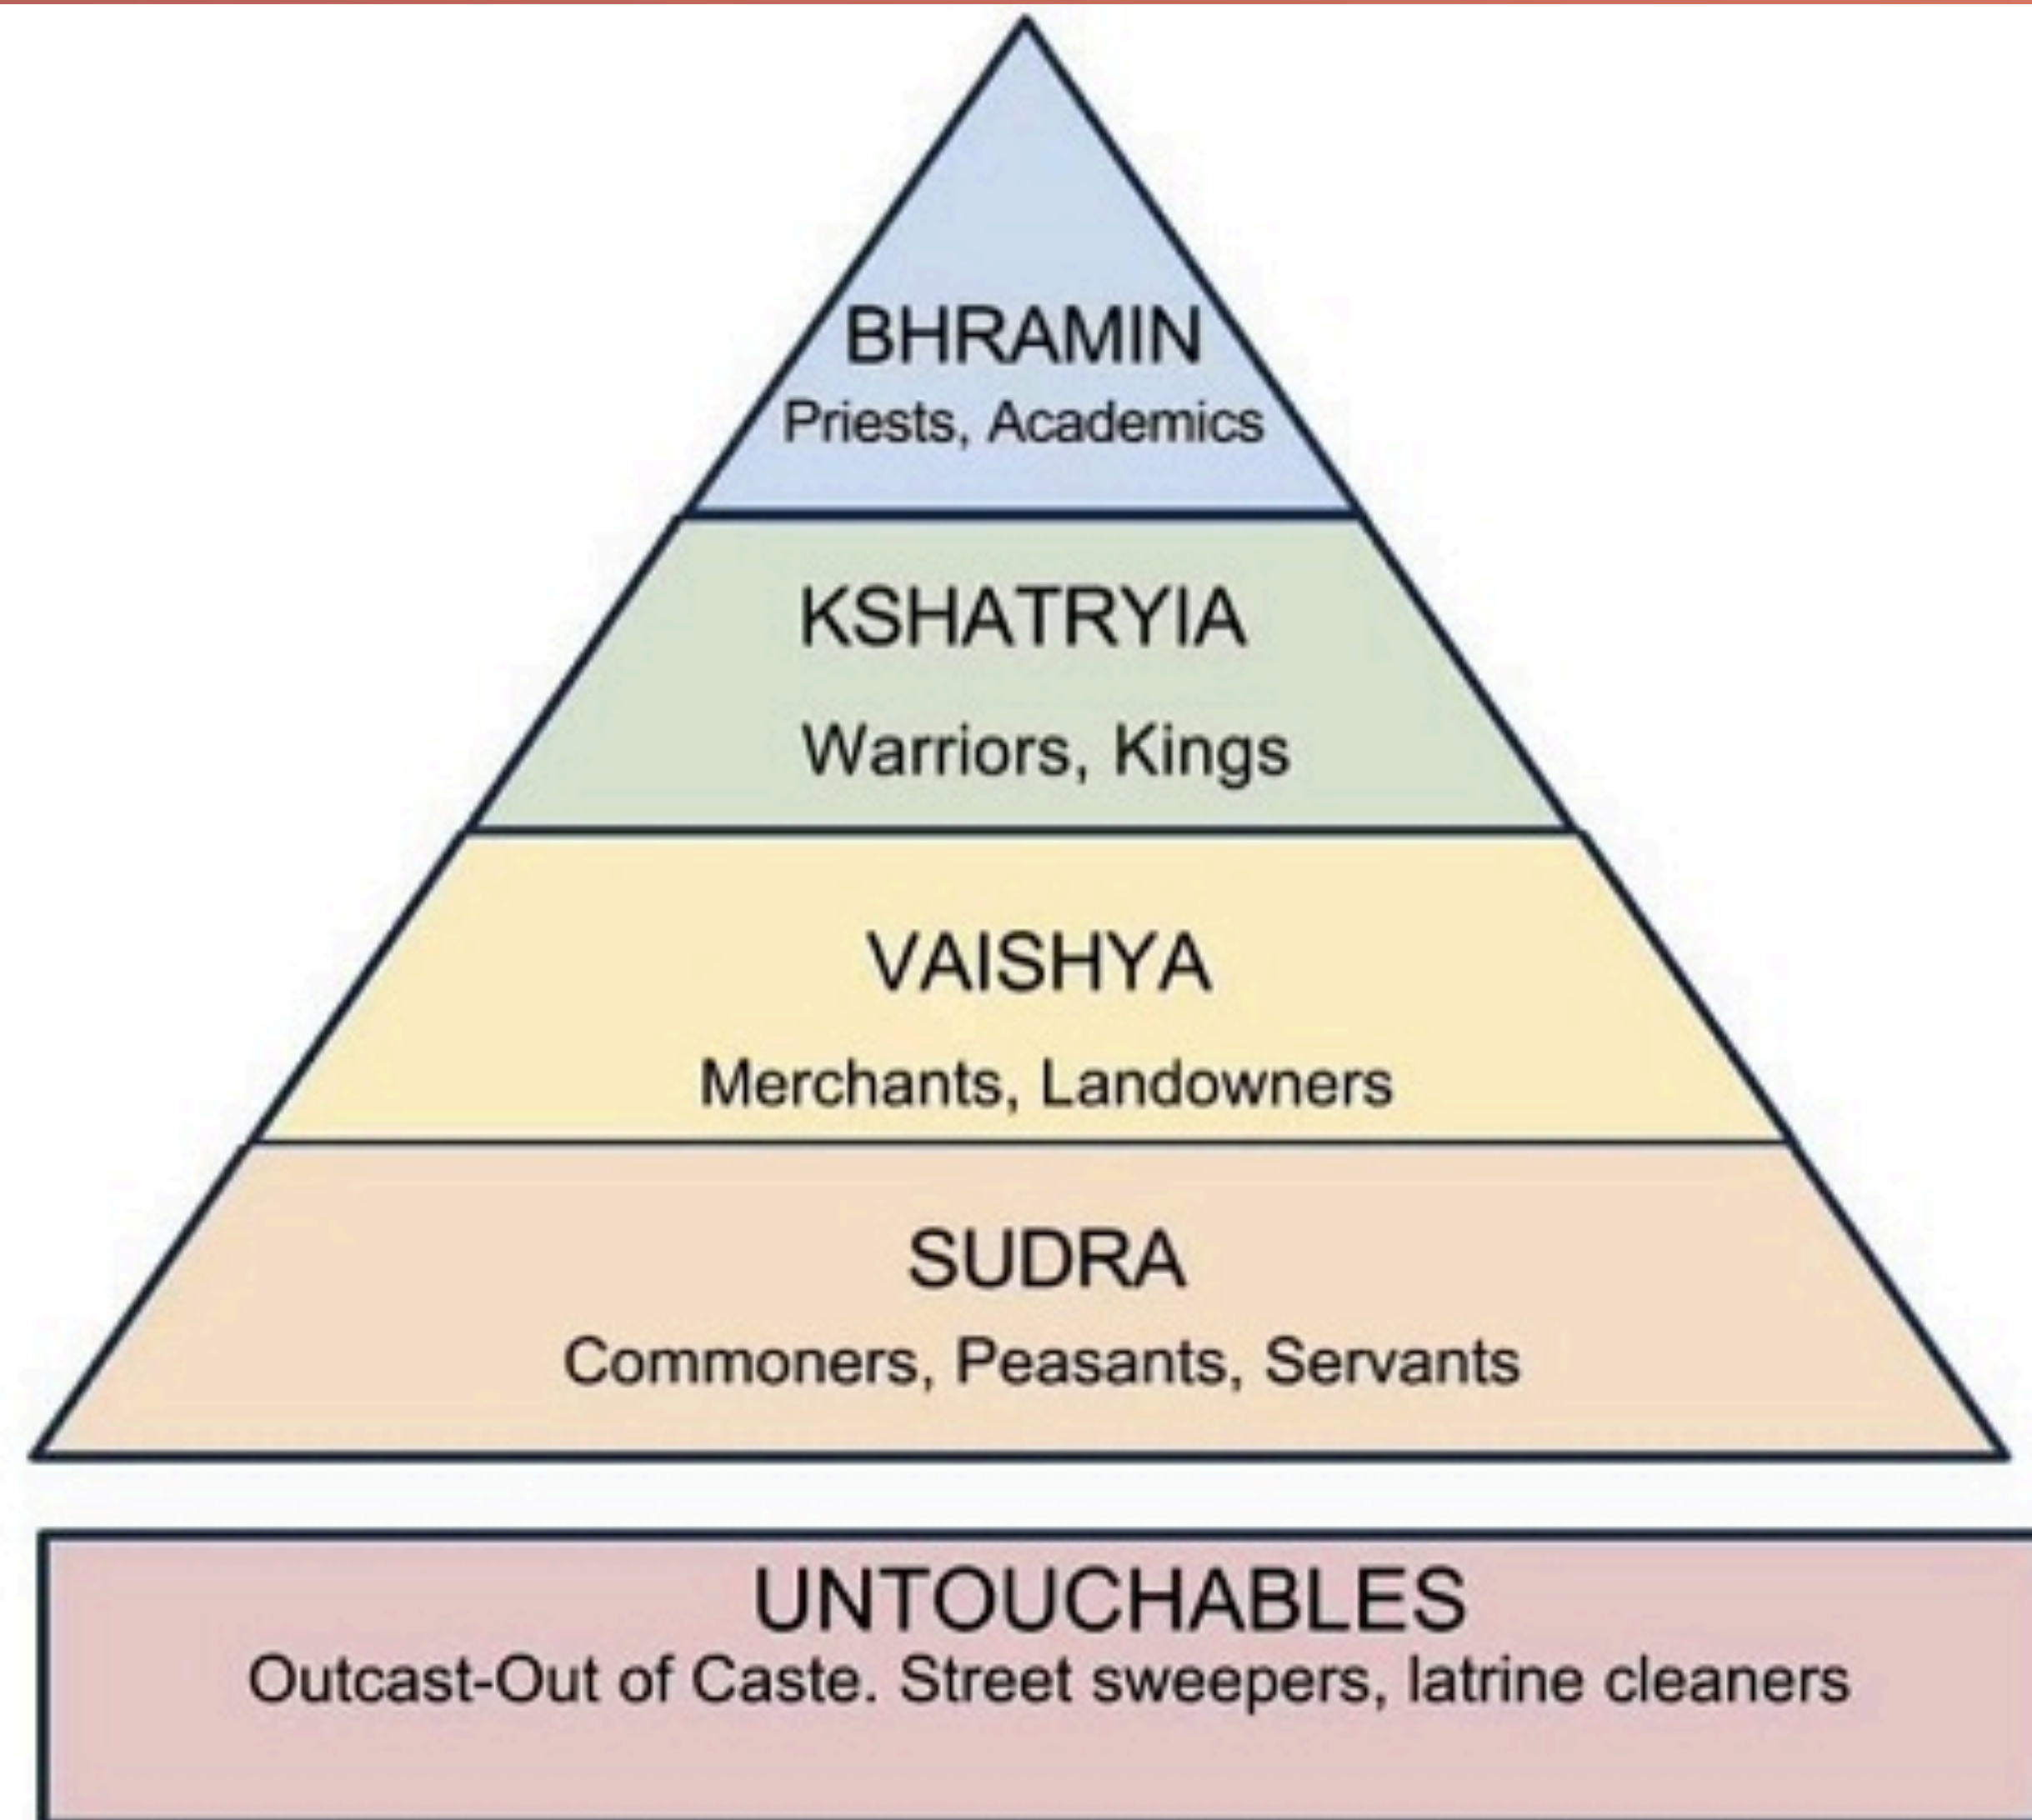 BHRAMIN
Priests, Academics
KSHATRYIA
Warriors, Kings
VAISHYA
Merchants, Landowners
SUDRA
Commoners, Peasants, Servants
UNTOUCHABLES
Outcast-Out of Caste. Street sweepers, latrine cleaners